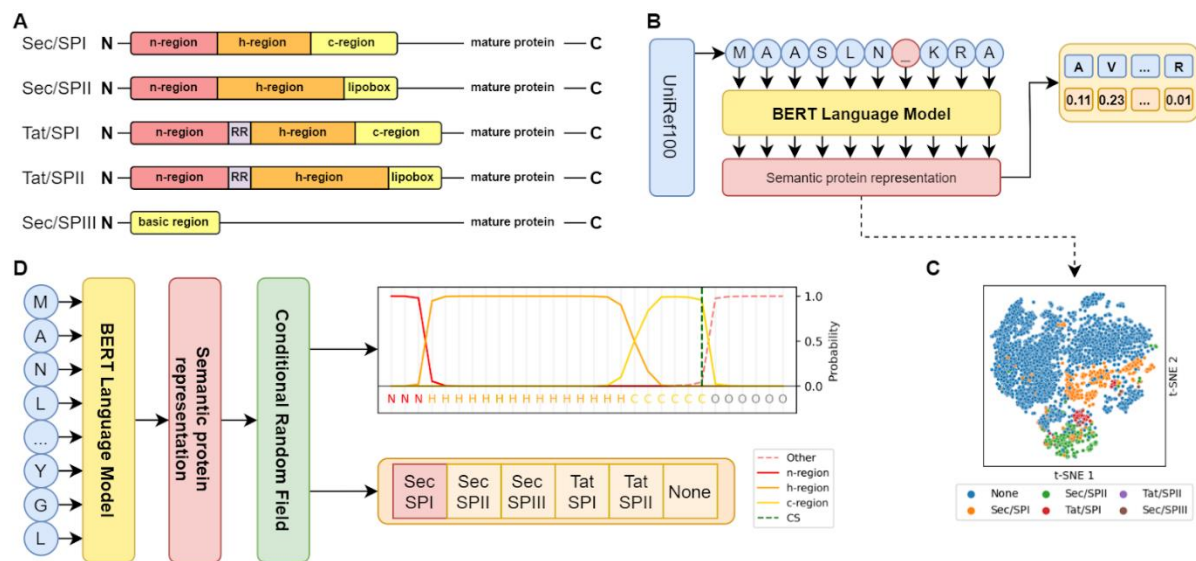 A
Sec/SPI N n-region h-region c-region mature protein C
Sec/SPII N n-region h-region lipobox mature protein C
Tat/SPI N n-region RR h-region c-region mature protein C
Tat/SPII N n-region RR h-region lipobox mature protein C
Sec/SPIII N basic region mature protein C
B
UniRef100
M A A S L N _ K R A
BERT Language Model
Semantic protein representation
A V ... R
0.11 0.23 ... 0.01
C
t-SNE 2
t-SNE 1
None Sec/SPII Tat/SPII
Sec/SPI Tat/SPI Sec/SPIII
D
M
A
N
L
...
Y
G
L
BERT Language Model
Semantic protein
representation
Conditional Random Field
1.0
0.5
0.0
Probability
N N N H H H H H H H H H H H H H H H C C C C C C O O O O O O
Other
n-region
h-region
c-region
CS
Sec Sec Sec Tat Tat None
SPI SPII SPIII SPI SPII